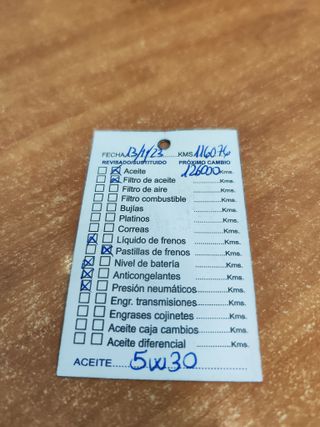 FECHA 13/11/23 KMS 116076
REVISADO/SUSTITUIDO PRÓXIMO CAMBIO
Aceite 126000 Kms.
Filtro de aceite ............Kms.
Filtro de aire ............Kms.
Filtro combustible ............Kms.
Bujías ............Kms.
Platinos ............Kms.
Correas ............Kms.
Líquido de frenos ............Kms.
Pastillas de frenos ............Kms.
Nivel de batería ............Kms.
Anticongelantes ............Kms.
Presión neumáticos ............Kms.
Engr. transmisiones ............Kms.
Engrases cojinetes ............Kms.
Aceite caja cambios ............Kms.
Aceite diferencial ............Kms.
ACEITE 5w30